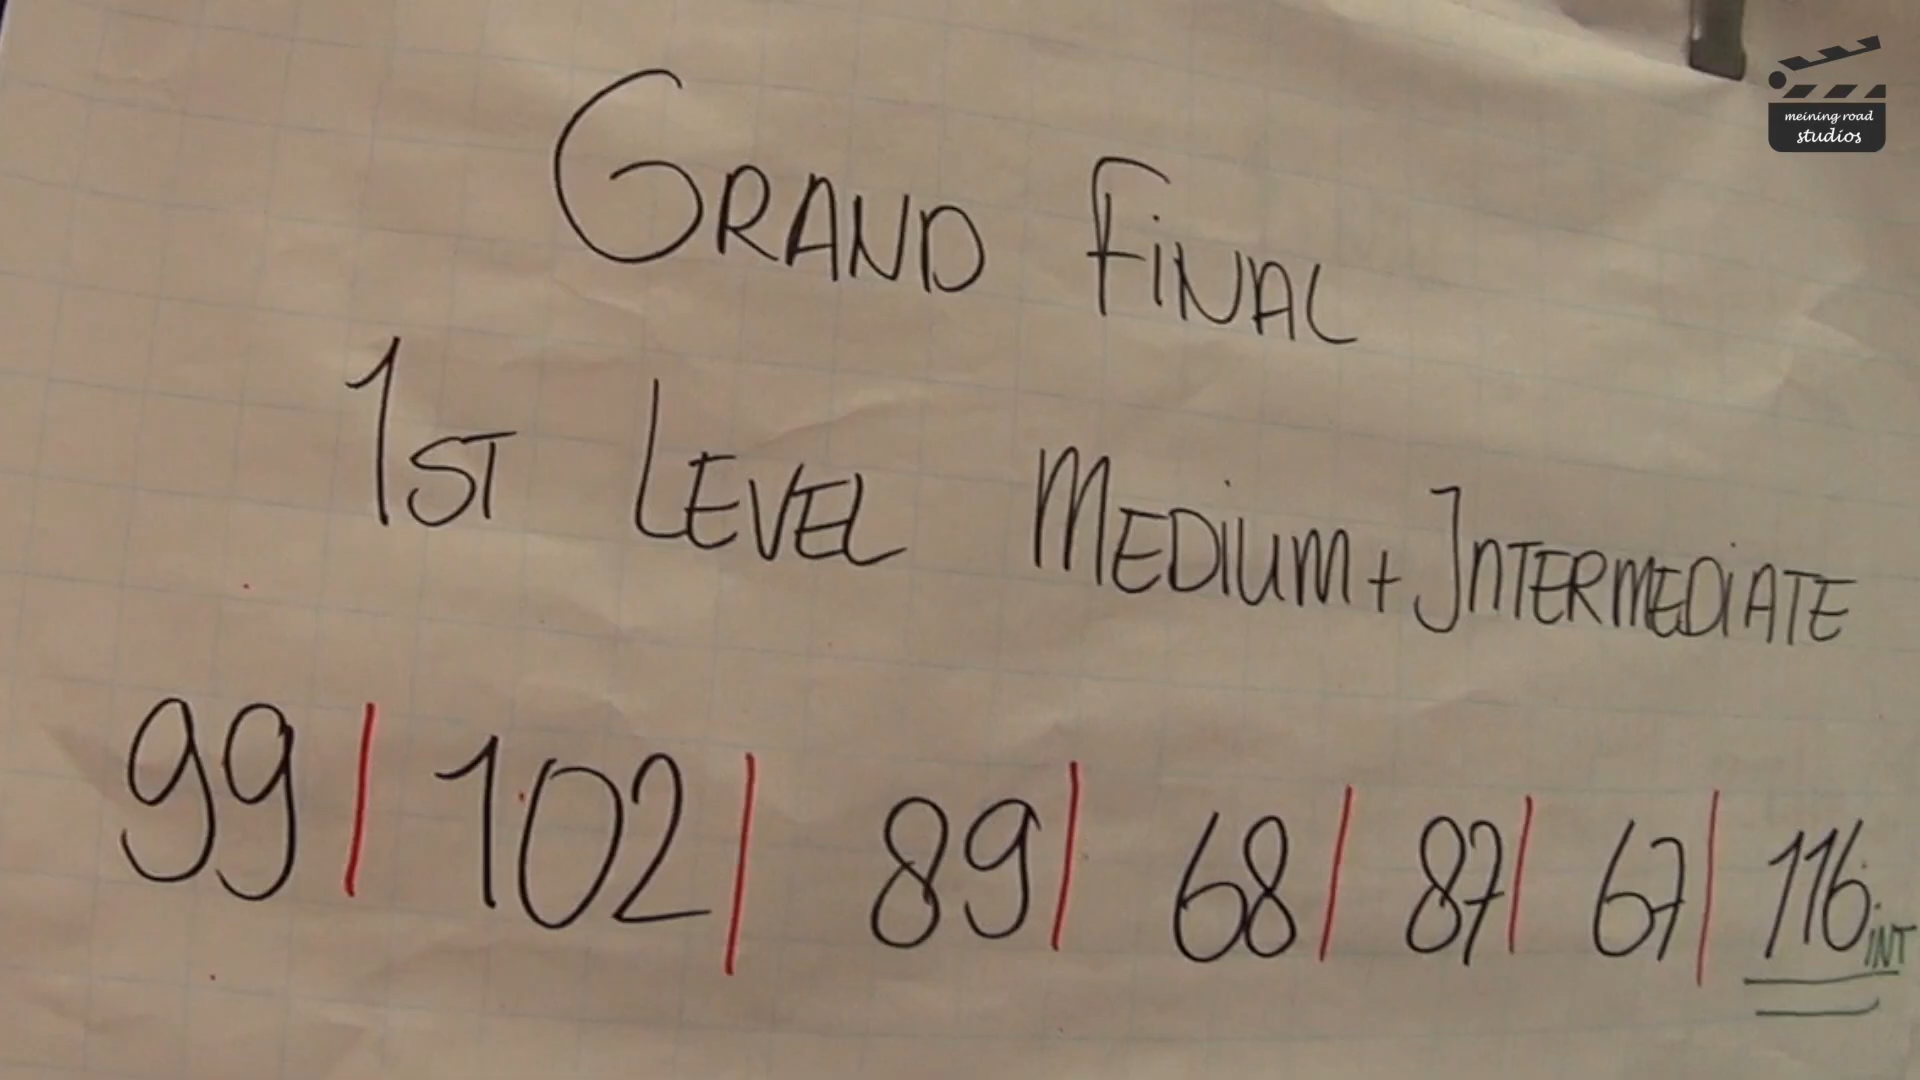 meining road
studios
GRAND FiNAL
1ST LEVEL MEDiUM + INTERMEDiATE
99 | 102 | 89 | 68 | 87 | 67 | 116 iNT